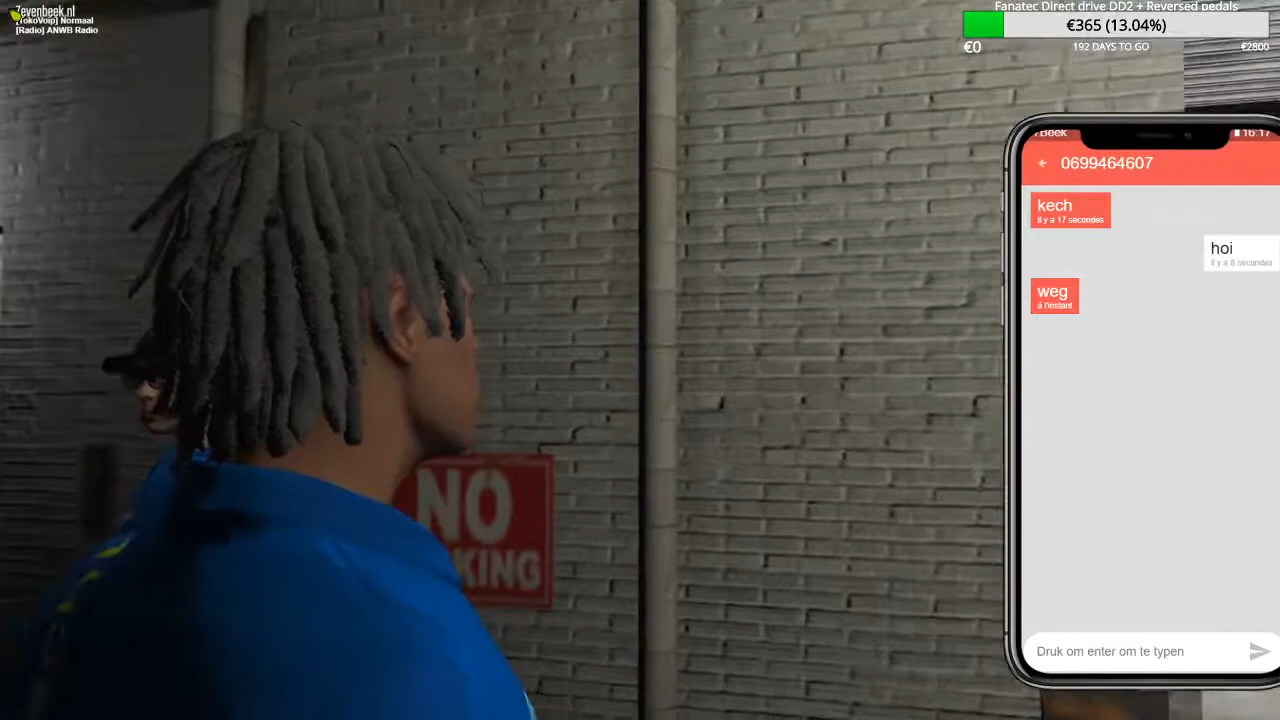 Zevenbeek.nl
[TokoVoip] Normaal
[Radio] ANWB Radio
Fanatec Direct drive DD2 + Reversed pedals
€365 (13.04%)
€0
192 DAYS TO GO
€2800
16:17
0699464607
kech
il y a 17 secondes
hoi
il y a 8 secondes
weg
à l'instant
NO
KING
Druk om enter om te typen